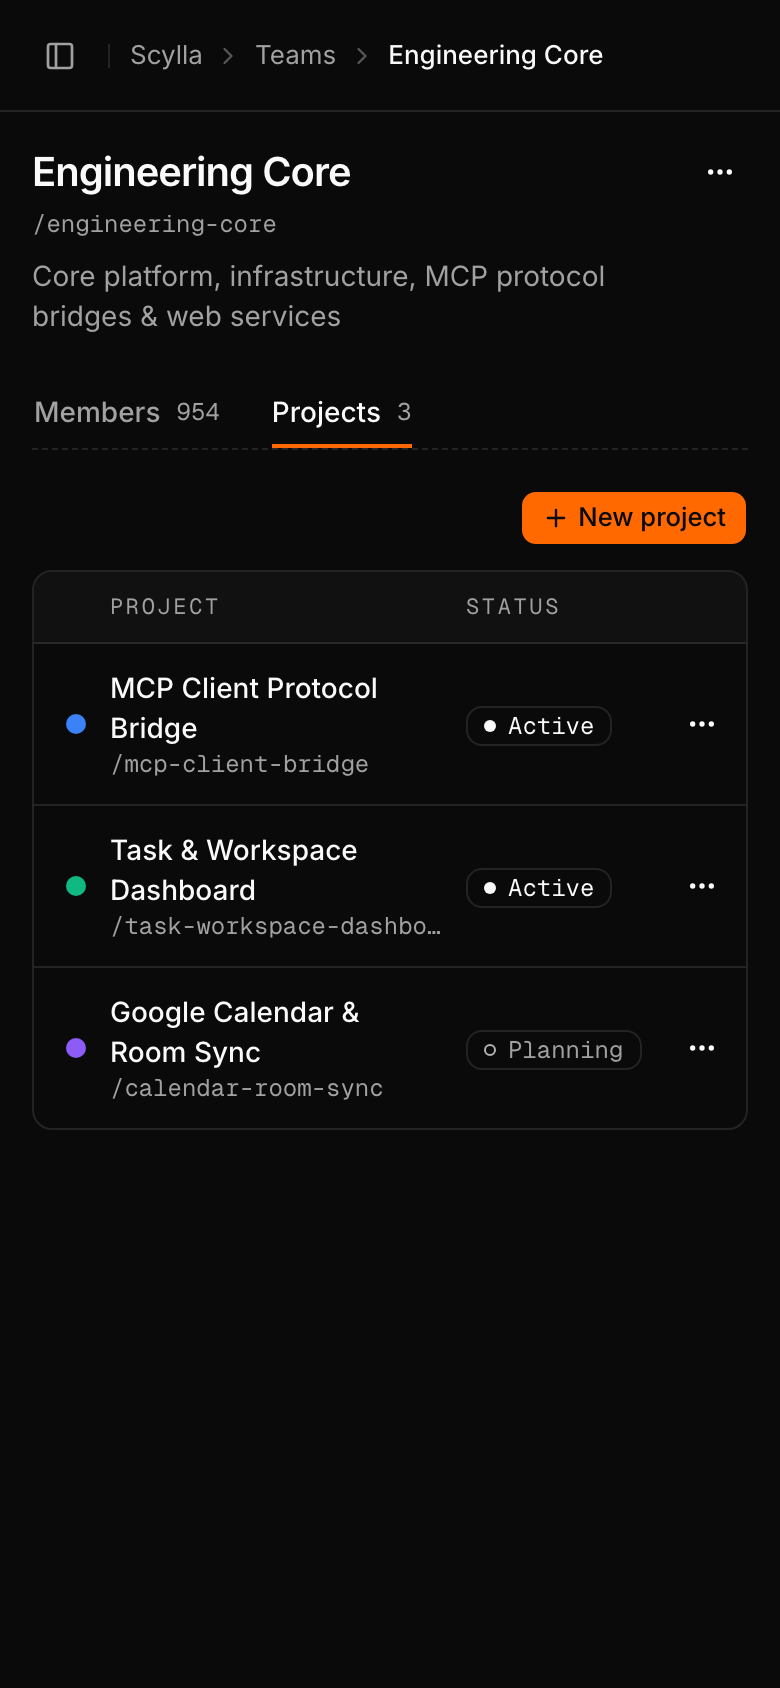 Scylla > Teams > Engineering Core
Engineering Core
/engineering-core
Core platform, infrastructure, MCP protocol
bridges & web services
Members 954 Projects 3
+ New project
PROJECT STATUS
MCP Client Protocol
Bridge
/mcp-client-bridge
Active
Task & Workspace
Dashboard
/task-workspace-dashbo…
Active
Google Calendar &
Room Sync
/calendar-room-sync
Planning